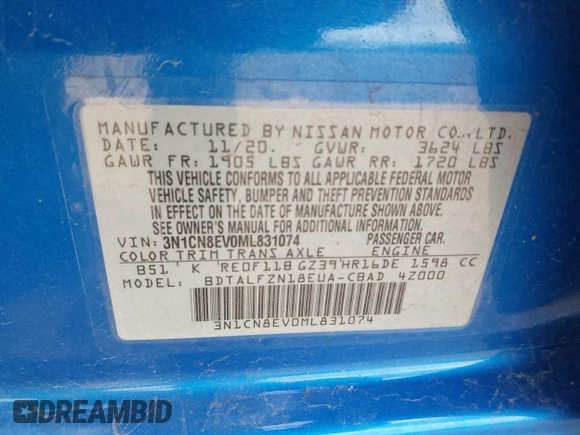 MANUFACTURED BY NISSAN MOTOR CO., LTD.
DATE: 11/20. GVWR: 3624 LBS
GAWR FR: 1905 LBS GAWR RR: 1720 LBS
THIS VEHICLE CONFORMS TO ALL APPLICABLE FEDERAL MOTOR
VEHICLE SAFETY, BUMPER AND THEFT PREVENTION STANDARDS
IN EFFECT ON THE DATE OF MANUFACTURE SHOWN ABOVE.
SEE OWNER'S MANUAL, ADDITIONAL INFORMATION.
VIN: 3N1CN8EV0ML831074 PASSENGER CAR.
COLOR TRIM TRANS AXLE ENGINE
B51 K RE0F11B GZ39 HR16DE 1598 CC
BDTALFZN18EUA-CBAD 4Z000
3N1CN8EV0ML831074
DREAMBID